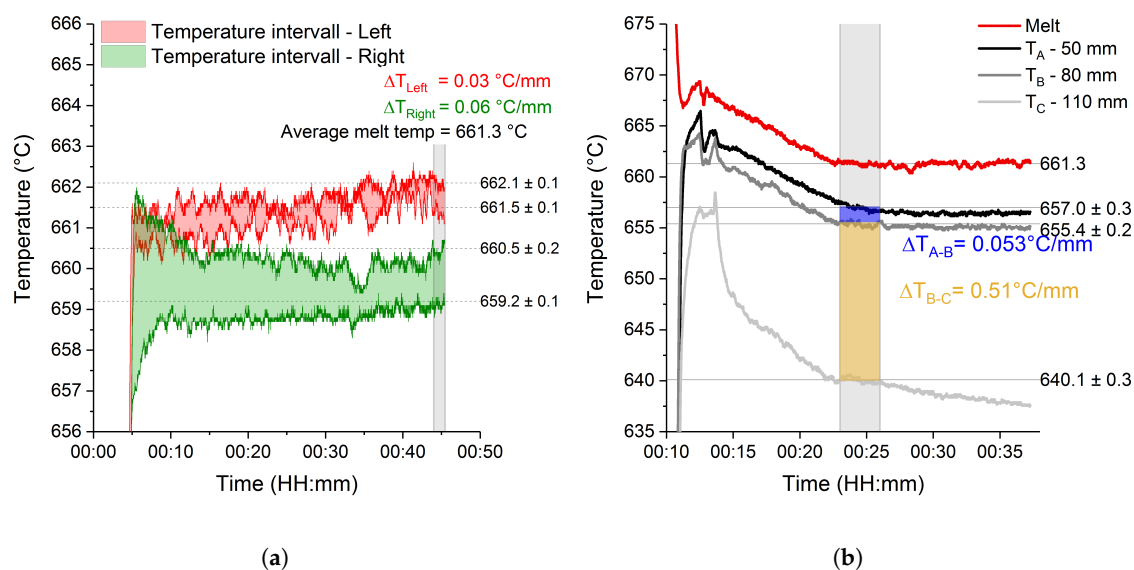 666
665
664
663
662
661
660
659
658
657
656
Temperature (°C)
Temperature intervall - Left
Temperature intervall - Right
ΔT_Left = 0.03 °C/mm
ΔT_Right = 0.06 °C/mm
Average melt temp = 661.3 °C
662.1 ± 0.1
661.5 ± 0.1
660.5 ± 0.2
659.2 ± 0.1
00:00 00:10 00:20 00:30 00:40 00:50
Time (HH:mm)
(a)
675
670
665
660
655
650
645
640
635
Temperature (°C)
Melt
T_A - 50 mm
T_B - 80 mm
T_C - 110 mm
661.3
657.0 ± 0.3
655.4 ± 0.2
ΔT_A-B= 0.053°C/mm
ΔT_B-C= 0.51°C/mm
640.1 ± 0.3
00:10 00:15 00:20 00:25 00:30 00:35
Time (HH:mm)
(b)